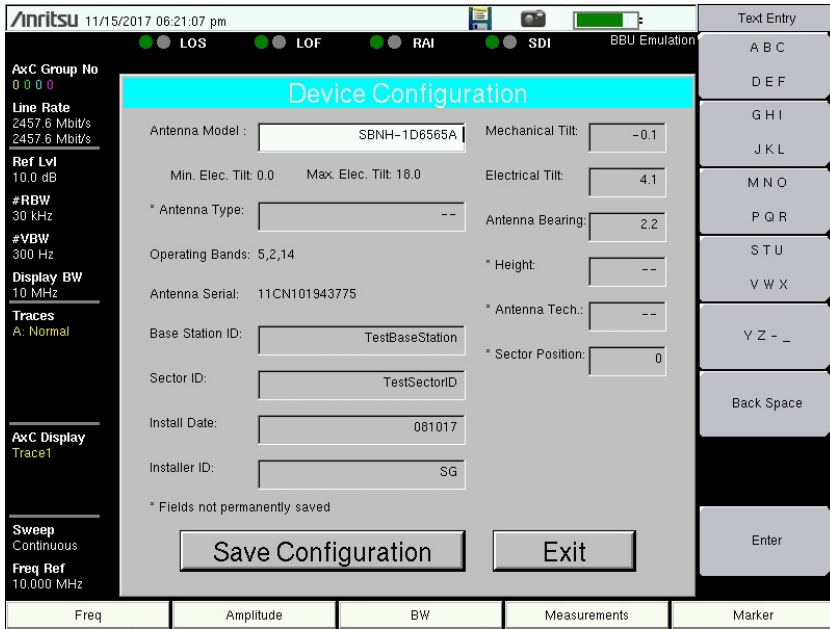 Anritsu 11/15/2017 06:21:07 pm
LOS LOF RAI SDI BBU Emulation
AxC Group No
0 0 0 0
Line Rate
2457.6 Mbit/s
2457.6 Mbit/s
Ref Lvl
10.0 dB
#RBW
30 kHz
#VBW
300 Hz
Display BW
10 MHz
Traces
A: Normal
AxC Display
Trace1
Sweep
Continuous
Freq Ref
10.000 MHz
Device Configuration
Antenna Model : SBNH-1D6565A
Min. Elec. Tilt: 0.0 Max. Elec. Tilt: 18.0
* Antenna Type: --
Operating Bands: 5,2,14
Antenna Serial: 11CN101943775
Base Station ID: TestBaseStation
Sector ID: TestSectorID
Install Date: 081017
Installer ID: SG
* Fields not permanently saved
Mechanical Tilt: -0.1
Electrical Tilt: 4.1
Antenna Bearing: 2.2
* Height: --
* Antenna Tech.: --
* Sector Position: 0
Save Configuration
Exit
Text Entry
A B C
D E F
G H I
J K L
M N O
P Q R
S T U
V W X
Y Z - _
Back Space
Enter
Freq
Amplitude
BW
Measurements
Marker